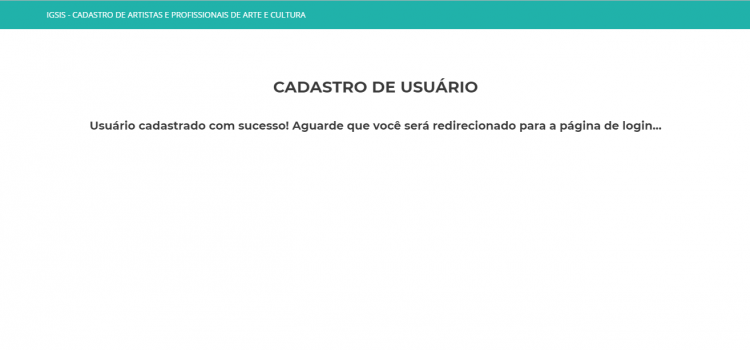 IGSIS - CADASTRO DE ARTISTAS E PROFISSIONAIS DE ARTE E CULTURA
CADASTRO DE USUÁRIO
Usuário cadastrado com sucesso! Aguarde que você será redirecionado para a página de login...